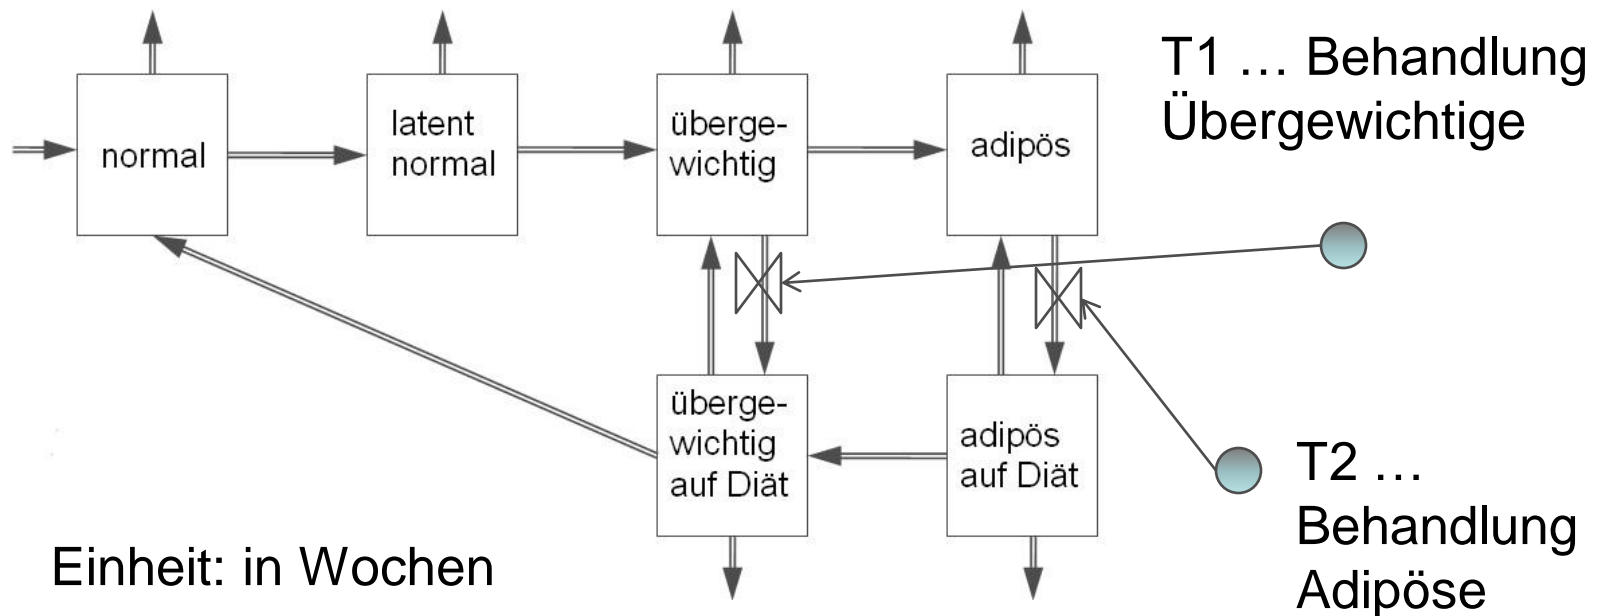 normal
latent
normal
überge-
wichtig
adipös
T1 … Behandlung
Übergewichtige
überge-
wichtig
auf Diät
adipös
auf Diät
T2 …
Behandlung
Adipöse
Einheit: in Wochen